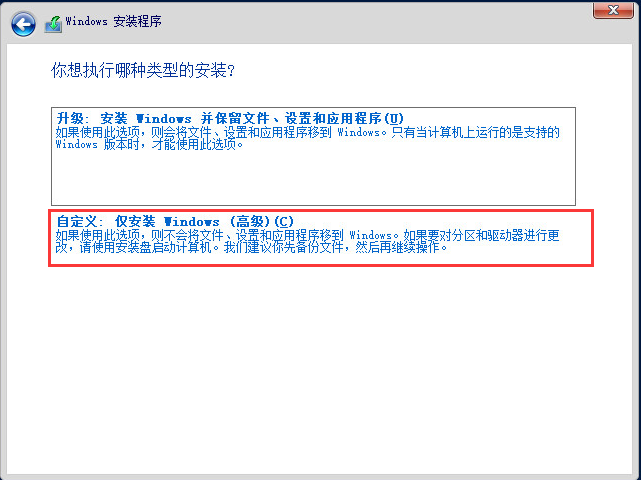 Windows 安装程序
你想执行哪种类型的安装?
升级: 安装 Windows 并保留文件、设置和应用程序(U)
如果使用此选项，则会将文件、设置和应用程序移到 Windows。只有当计算机上运行的是支持的
Windows 版本时，才能使用此选项。
自定义: 仅安装 Windows (高级)(C)
如果使用此选项，则不会将文件、设置和应用程序移到 Windows。如果要对分区和驱动器进行更
改，请使用安装盘启动计算机。我们建议你先备份文件，然后再继续操作。